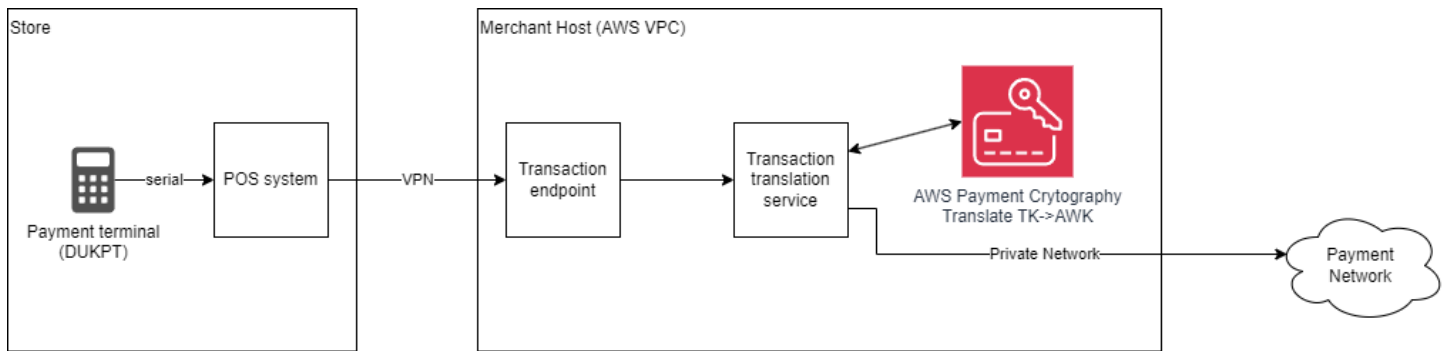 Store
Merchant Host (AWS VPC)
Payment terminal
(DUKPT)
serial
POS system
VPN
Transaction
endpoint
Transaction
translation
service
AWS Payment Crytography
Translate TK->AWK
Private Network
Payment
Network